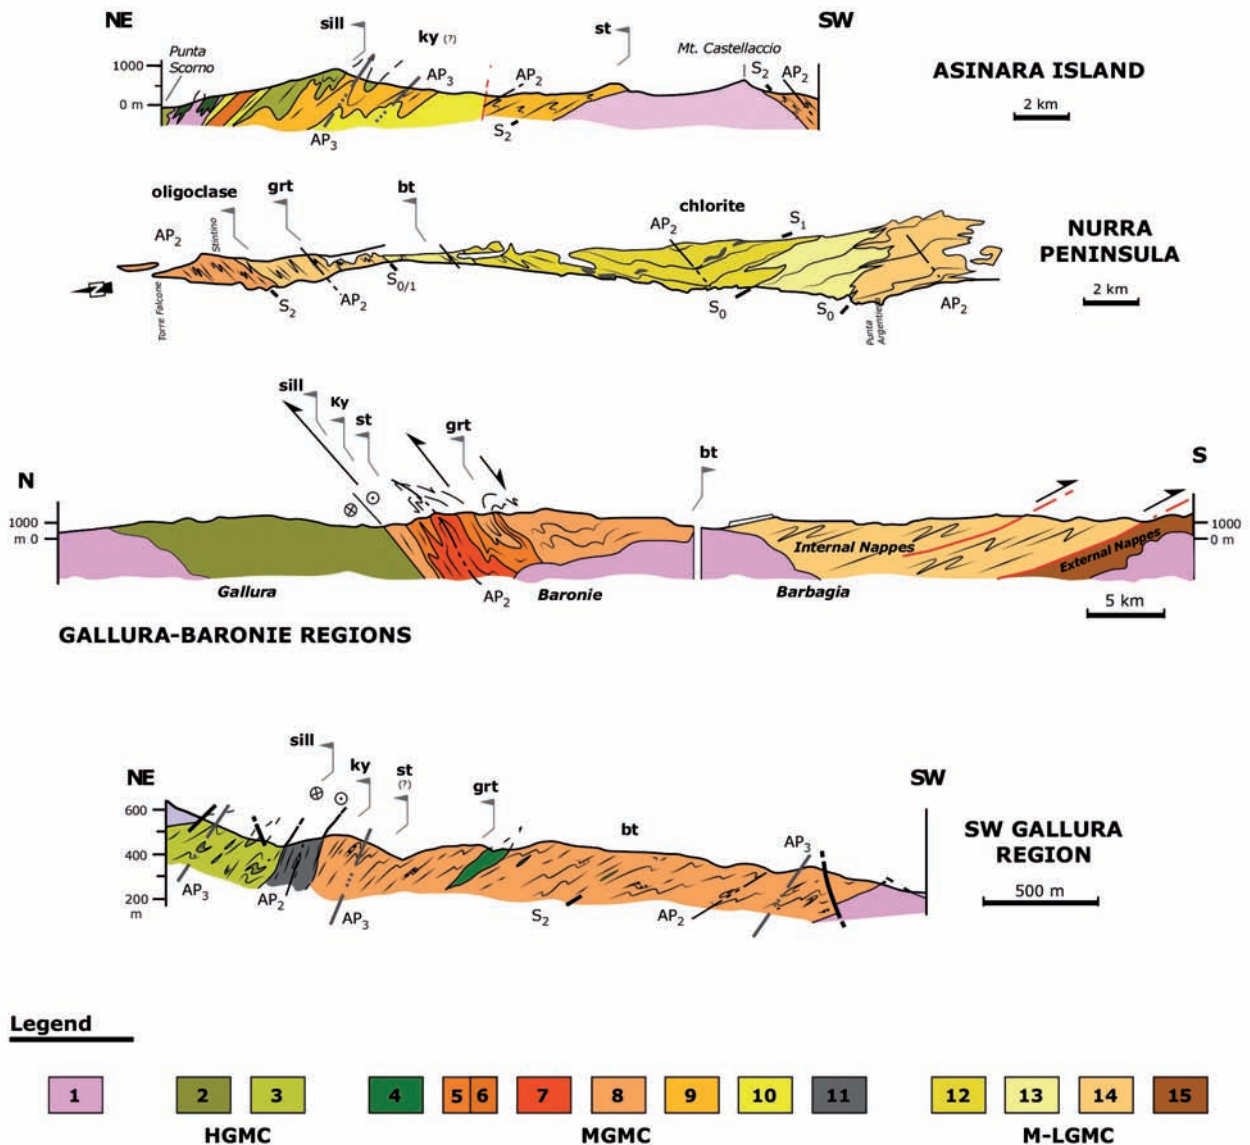 NE
sill
ky (?)
st
SW
Punta
Scorno
Mt. Castellaccio
1000
0 m
AP3
AP2
S2
AP2
AP3
S2
ASINARA ISLAND
2 km
oligoclase
grt
bt
chlorite
AP2
Stintino
AP2
S1
N
Torre Falcone
S2
AP2
S0/1
S0
S0
Punta
Argentiera
AP2
NURRA
PENINSULA
2 km
sill
Ky
st
grt
bt
N
S
1000
m 0
1000
0 m
Internal Nappes
External Nappes
Gallura
AP2
Baronie
Barbagia
5 km
GALLURA-BARONIE REGIONS
sill
NE
ky
st
(?)
grt
bt
SW
600
400
200
m
AP3
AP3
AP2
AP3
S2
AP2
SW GALLURA
REGION
500 m
Legend
1
2
3
4
5
6
7
8
9
10
11
12
13
14
15
HGMC
MGMC
M-LGMC